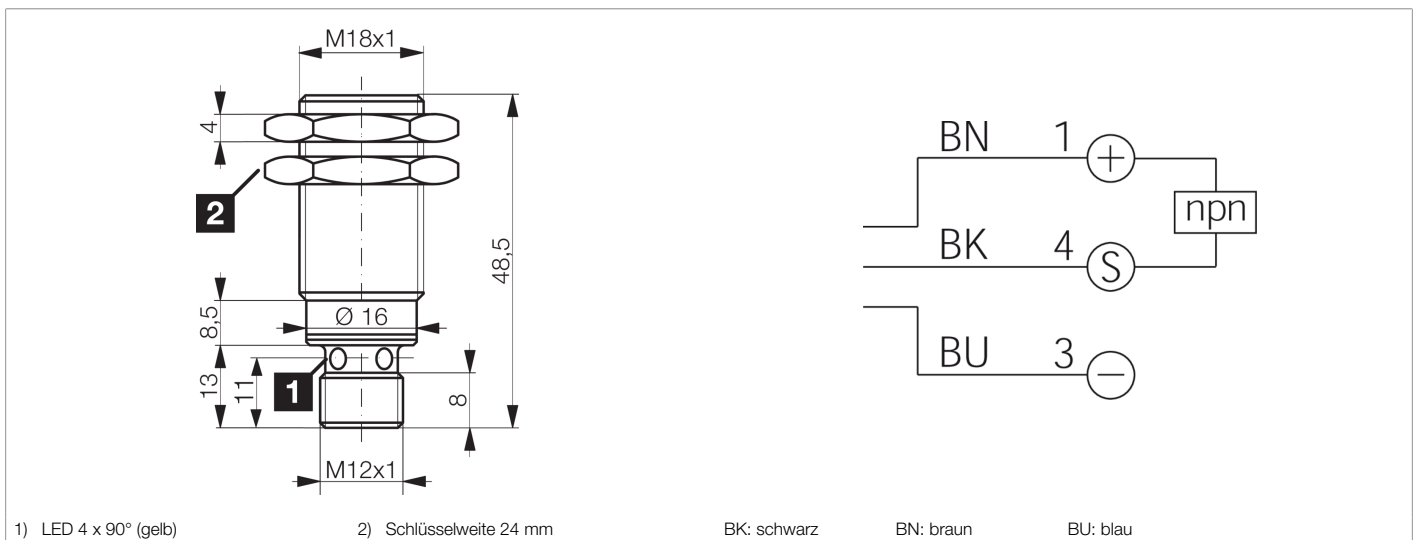 M18x1
4
2
48,5
8,5
Ø 16
13
11
1
8
M12x1
BN 1 +
npn
BK 4 S
BU 3 −
1) LED 4 x 90° (gelb) 2) Schlüsselweite 24 mm BK: schwarz BN: braun BU: blau